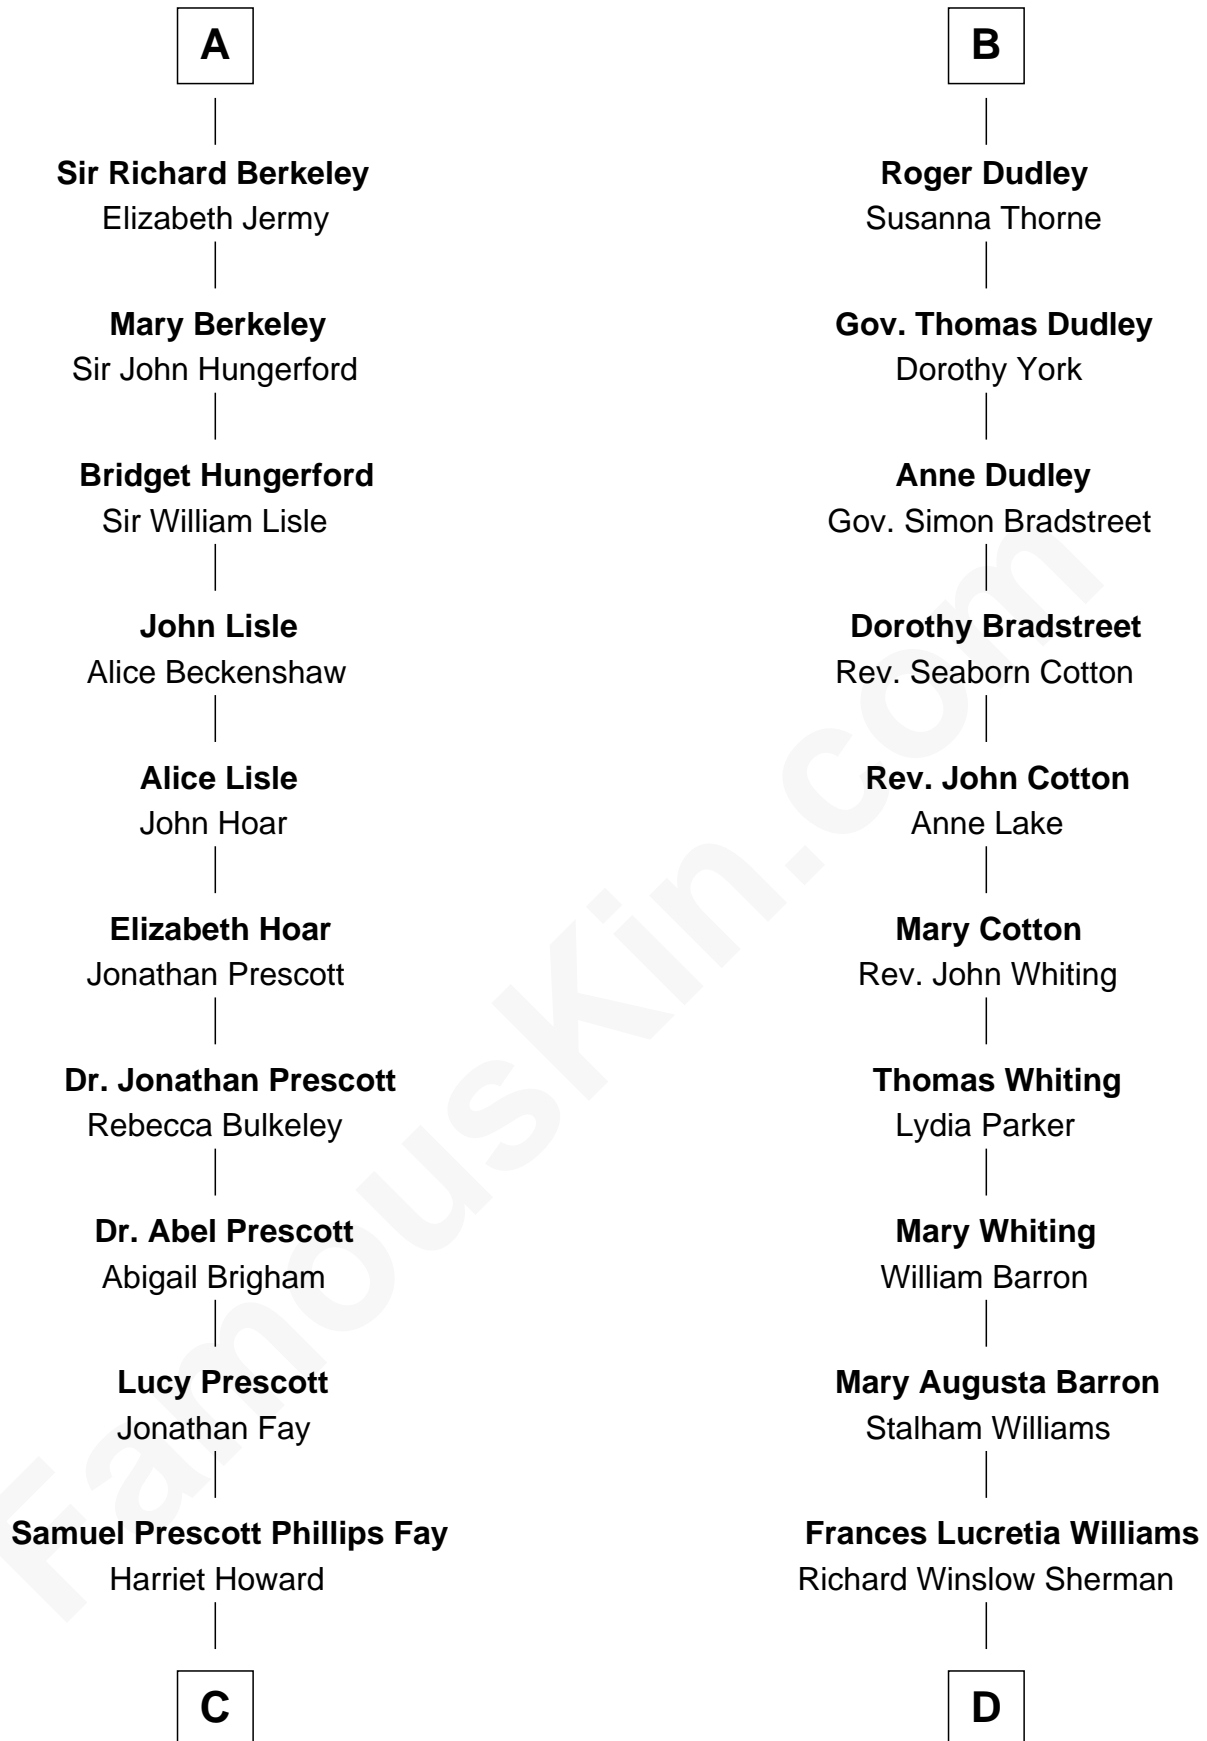 A
Sir Richard Berkeley
Elizabeth Jermy
Mary Berkeley
Sir John Hungerford
Bridget Hungerford
Sir William Lisle
John Lisle
Alice Beckenshaw
Alice Lisle
John Hoar
Elizabeth Hoar
Jonathan Prescott
Dr. Jonathan Prescott
Rebecca Bulkeley
Dr. Abel Prescott
Abigail Brigham
Lucy Prescott
Jonathan Fay
Samuel Prescott Phillips Fay
Harriet Howard
C
B
Roger Dudley
Susanna Thorne
Gov. Thomas Dudley
Dorothy York
Anne Dudley
Gov. Simon Bradstreet
Dorothy Bradstreet
Rev. Seaborn Cotton
Rev. John Cotton
Anne Lake
Mary Cotton
Rev. John Whiting
Thomas Whiting
Lydia Parker
Mary Whiting
William Barron
Mary Augusta Barron
Stalham Williams
Frances Lucretia Williams
Richard Winslow Sherman
D
FamousKin.com